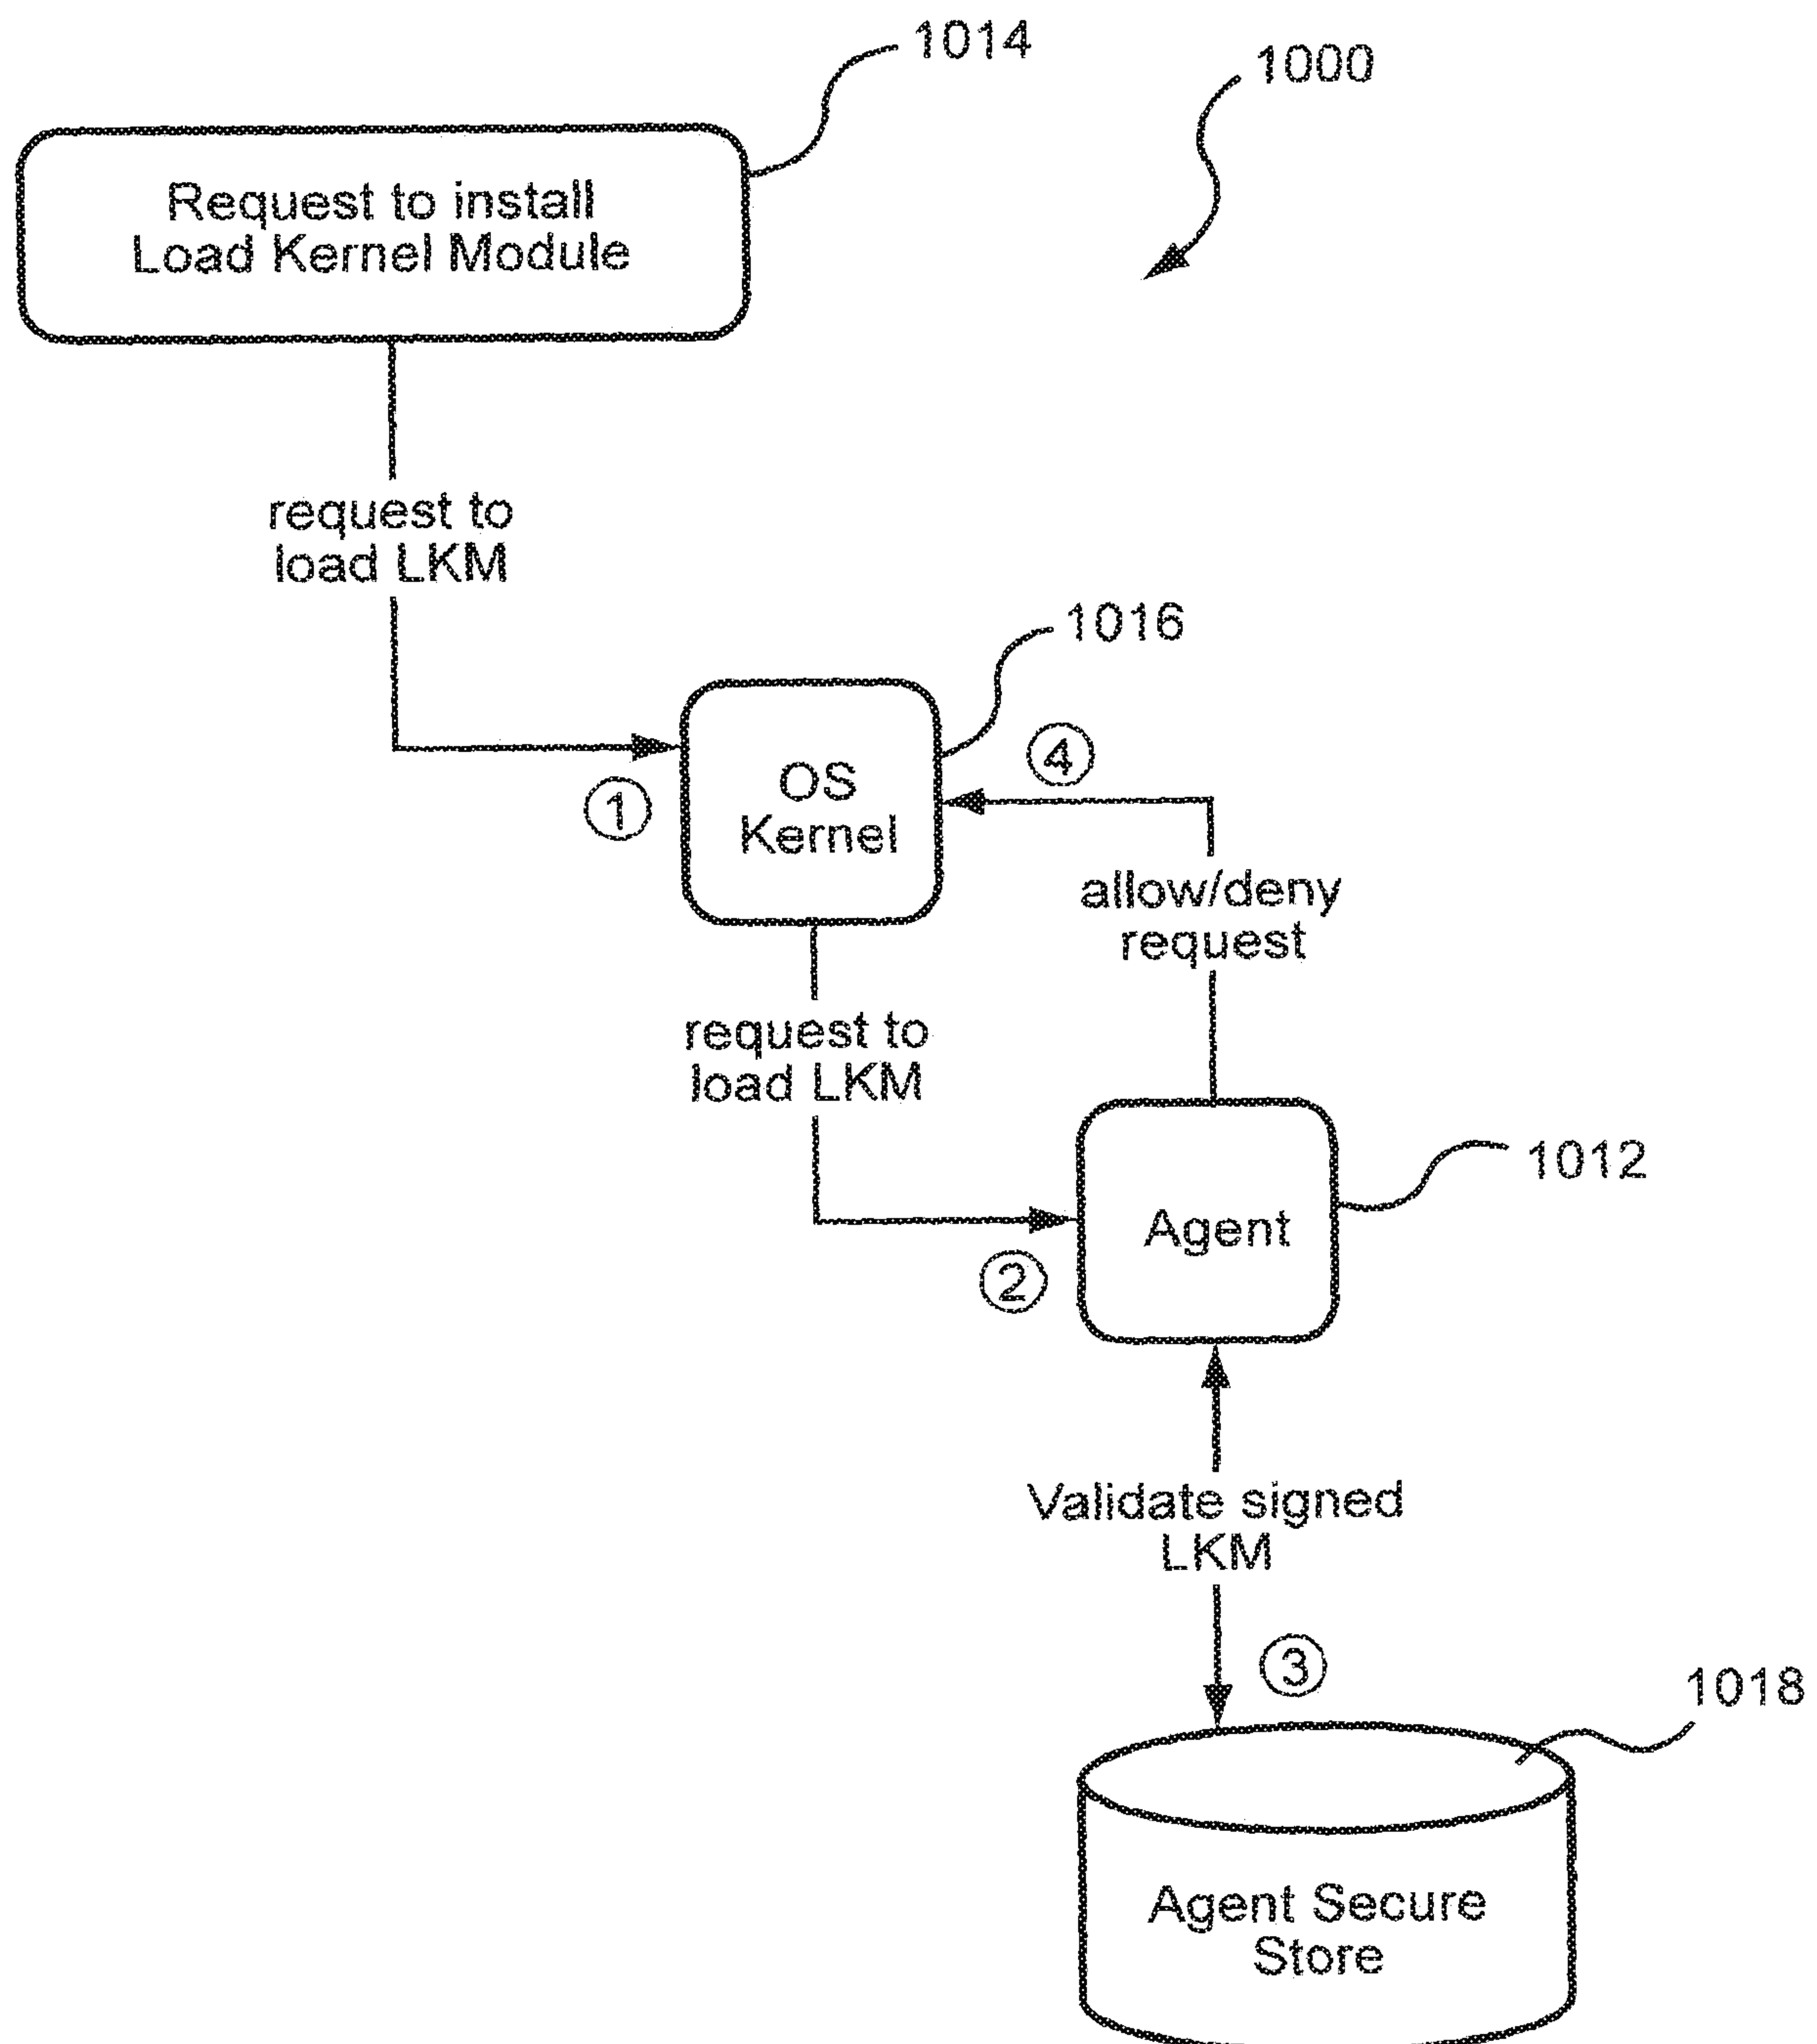 1014
1000
Request to install
Load Kernel Module
request to
load LKM
1016
④
OS
Kernel
①
allow/deny
request
request to
load LKM
1012
Agent
②
Validate signed
LKM
③
1018
Agent Secure
Store